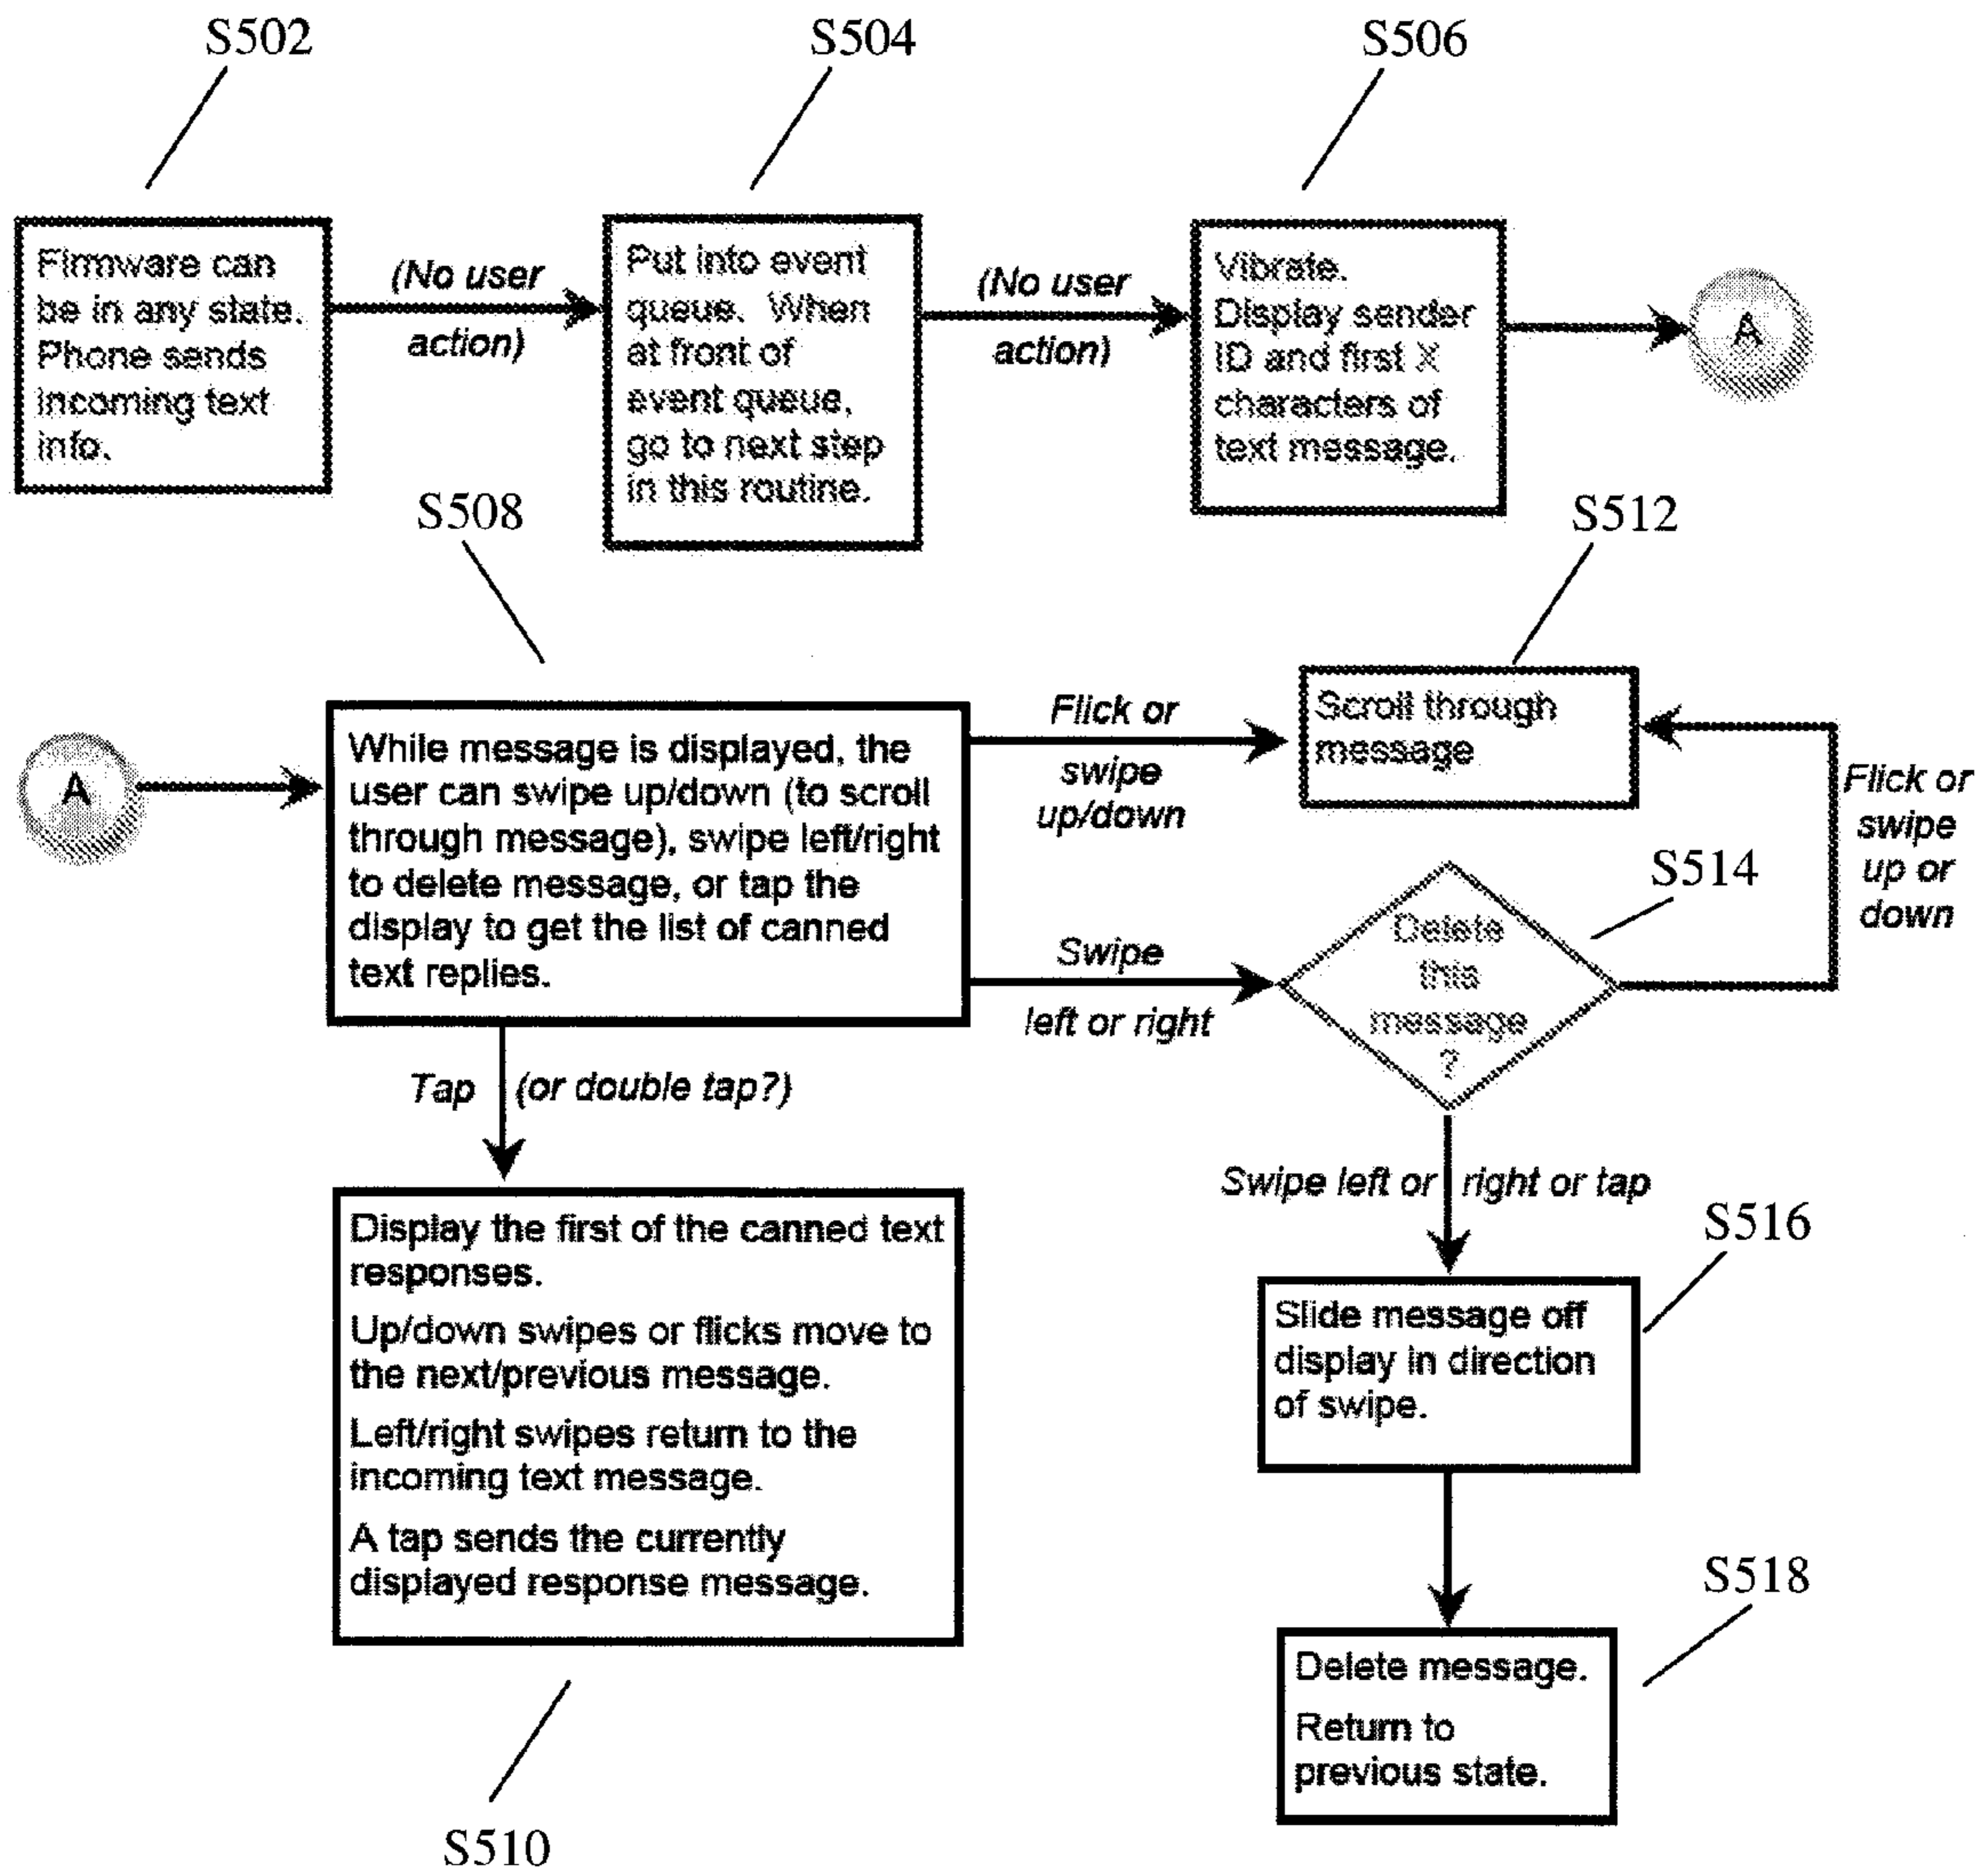 S502
S504
S506
Firmware can
be in any state.
Phone sends
incoming text
info.
(No user
action)
Put into event
queue. When
at front of
event queue,
go to next step
in this routine.
(No user
action)
Vibrate.
Display sender
ID and first X
characters of
text message.
A
S508
S512
A
While message is displayed, the
user can swipe up/down (to scroll
through message), swipe left/right
to delete message, or tap the
display to get the list of canned
text replies.
Flick or
swipe
up/down
Scroll through
message
Flick or
swipe
up or
down
S514
Swipe
left or right
Delete
this
message
?
Tap (or double tap?)
Swipe left or right or tap
Display the first of the canned text
responses.
Up/down swipes or flicks move to
the next/previous message.
Left/right swipes return to the
incoming text message.
A tap sends the currently
displayed response message.
S516
Slide message off
display in direction
of swipe.
S518
Delete message.
Return to
previous state.
S510